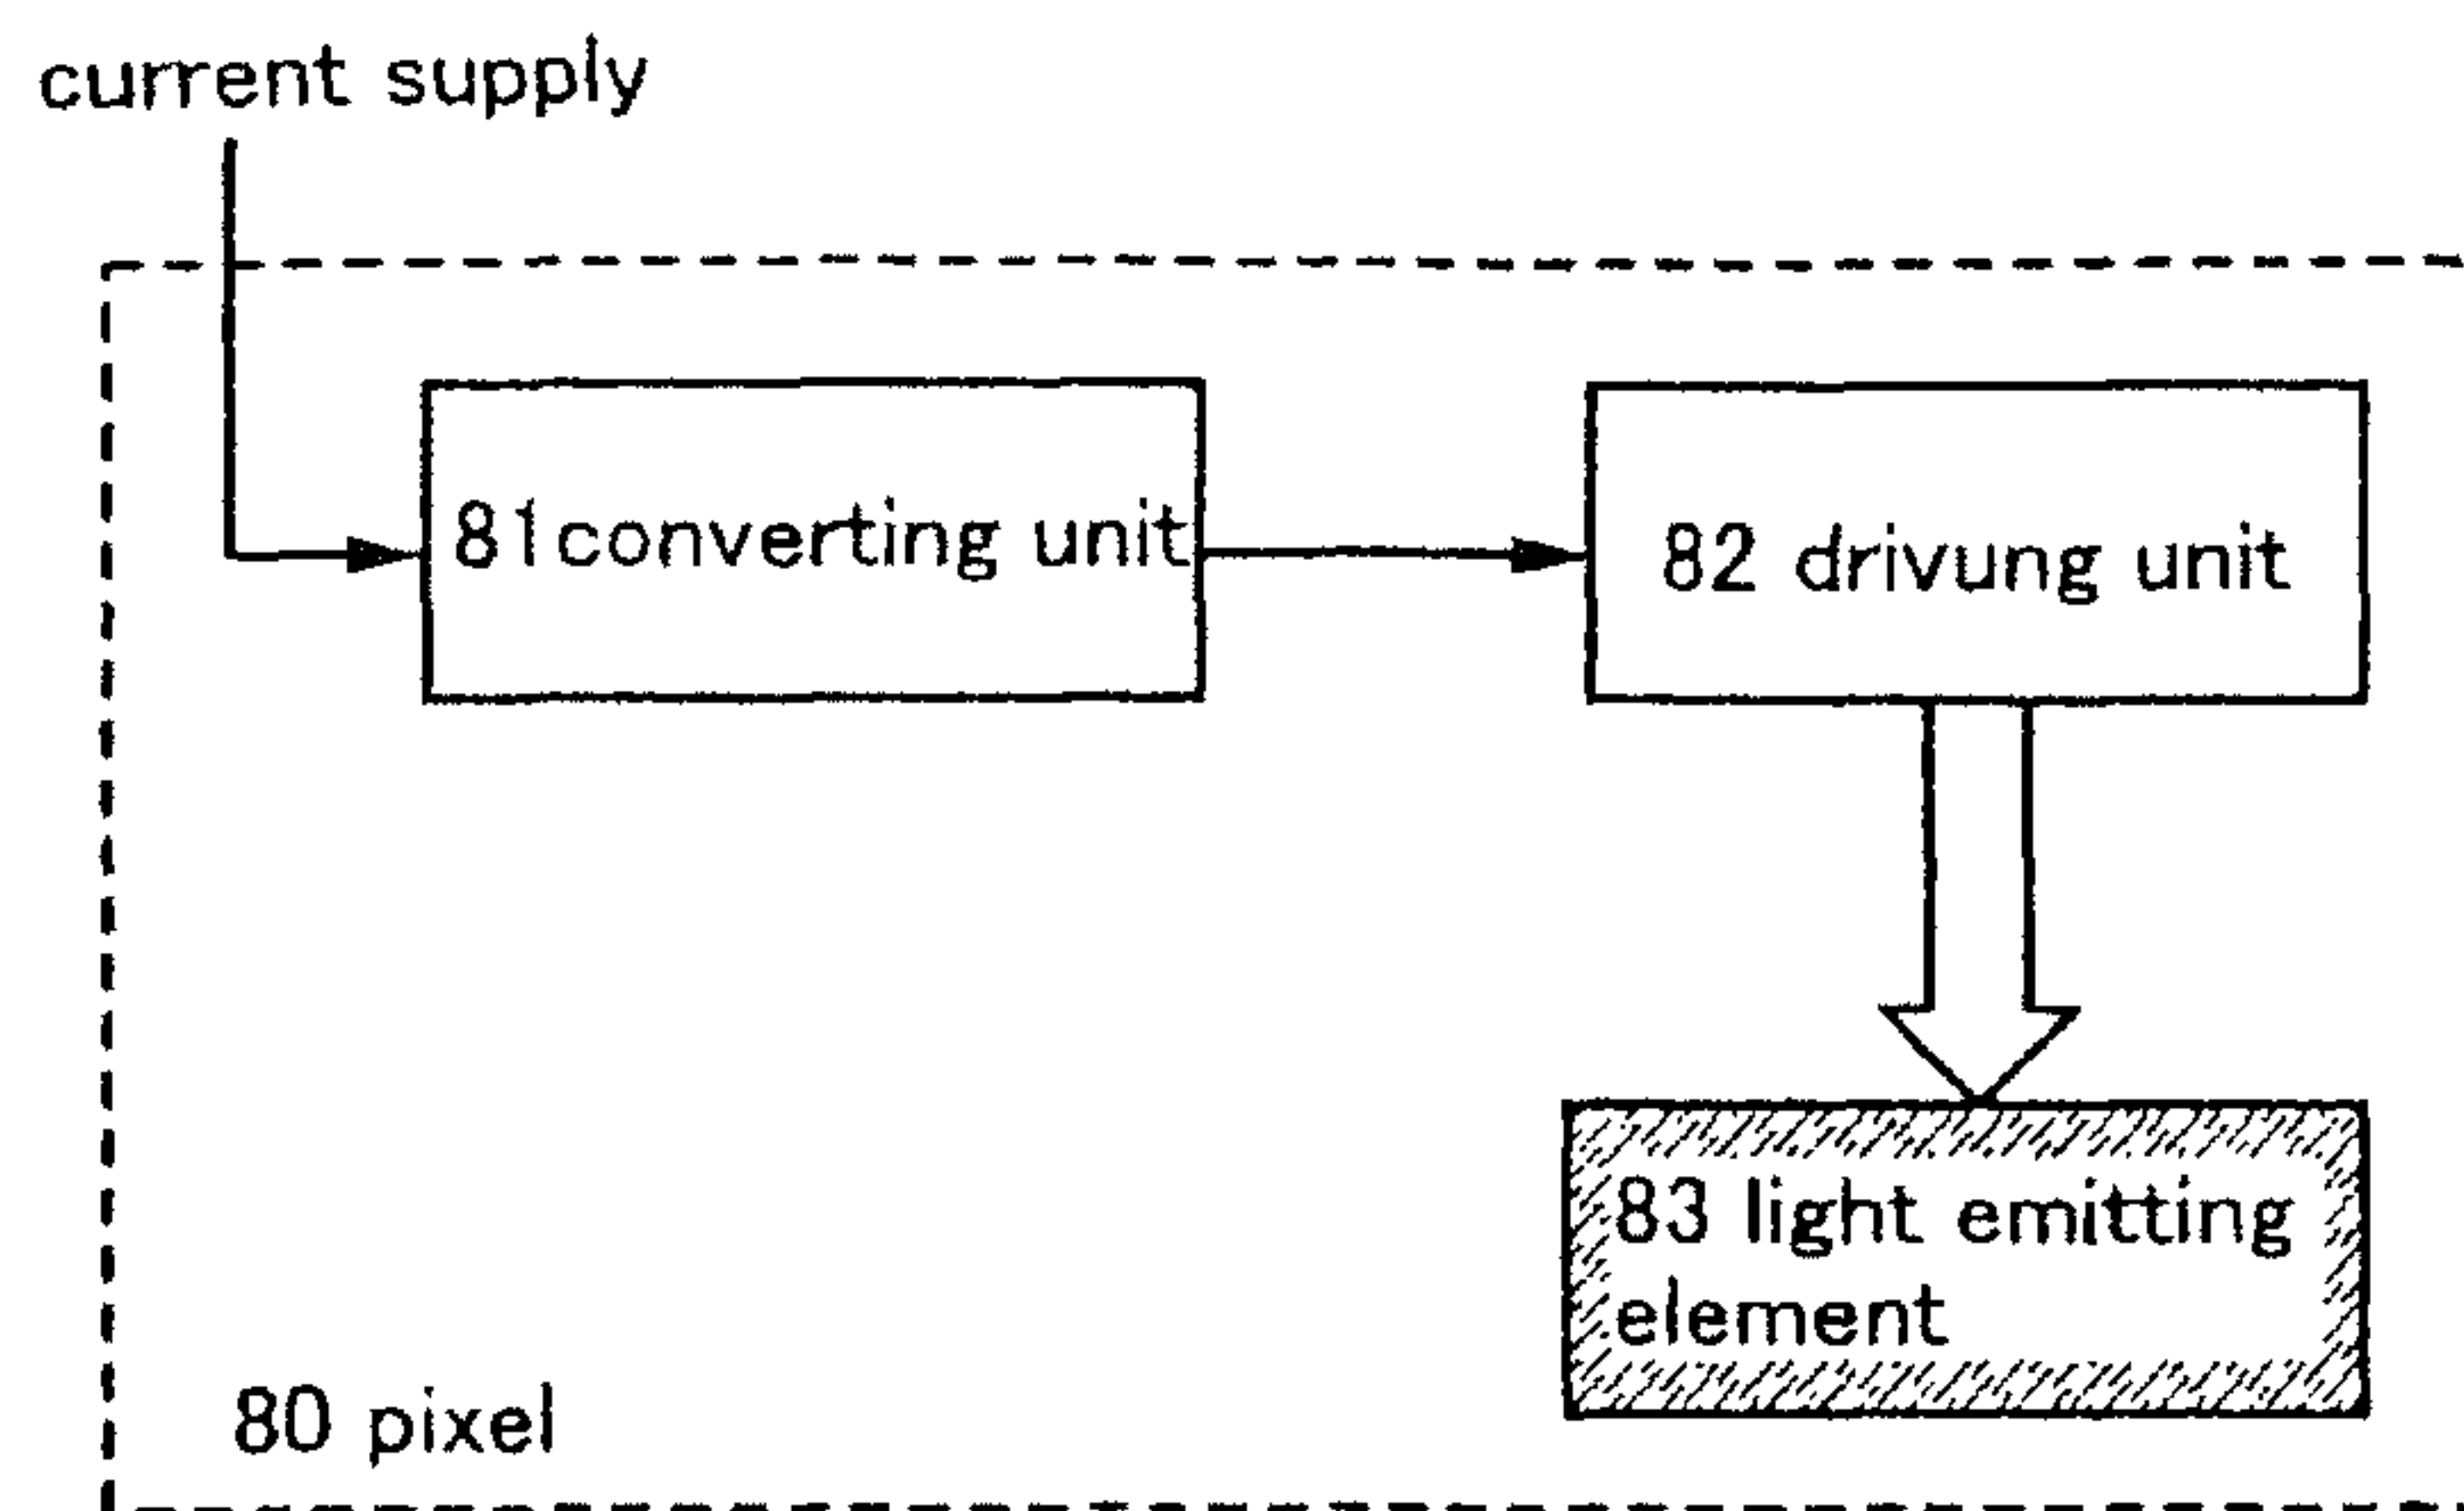 current supply
81converting unit
82 drivung unit
83 light emitting
element
80 pixel